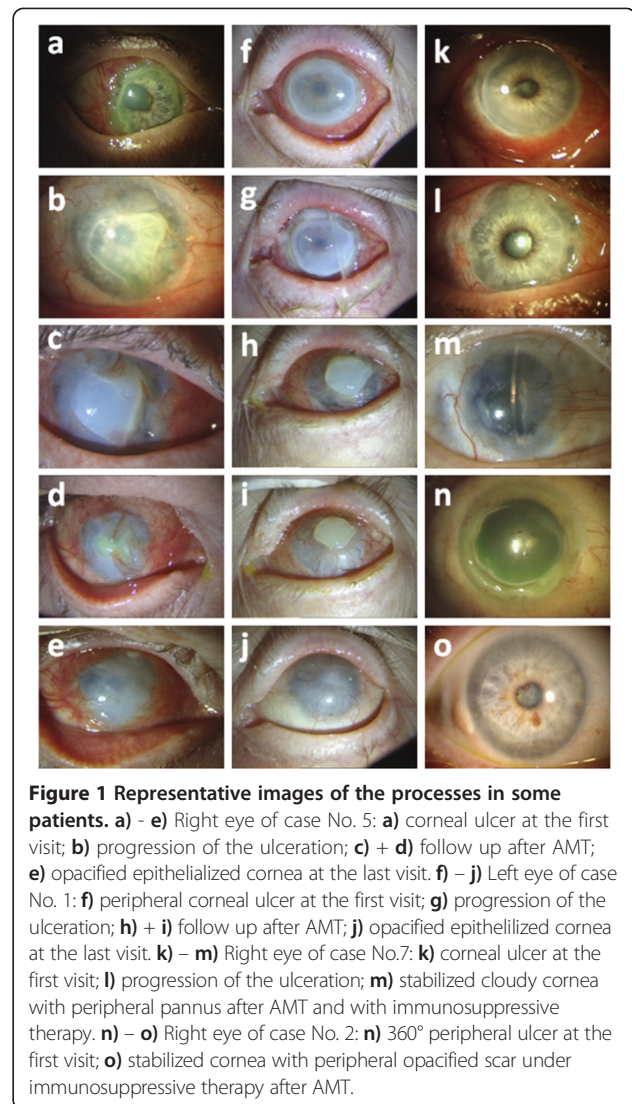 a
f
k
b
g
l
c
h
m
d
i
n
e
j
o
Figure 1 Representative images of the processes in some
patients. a) - e) Right eye of case No. 5: a) corneal ulcer at the first
visit; b) progression of the ulceration; c) + d) follow up after AMT;
e) opacified epithelialized cornea at the last visit. f) – j) Left eye of case
No. 1: f) peripheral corneal ulcer at the first visit; g) progression of the
ulceration; h) + i) follow up after AMT; j) opacified epithelilized cornea
at the last visit. k) – m) Right eye of case No.7: k) corneal ulcer at the
first visit; l) progression of the ulceration; m) stabilized cloudy cornea
with peripheral pannus after AMT and with immunosuppressive
therapy. n) – o) Right eye of case No. 2: n) 360° peripheral ulcer at the
first visit; o) stabilized cornea with peripheral opacified scar under
immunosuppressive therapy after AMT.